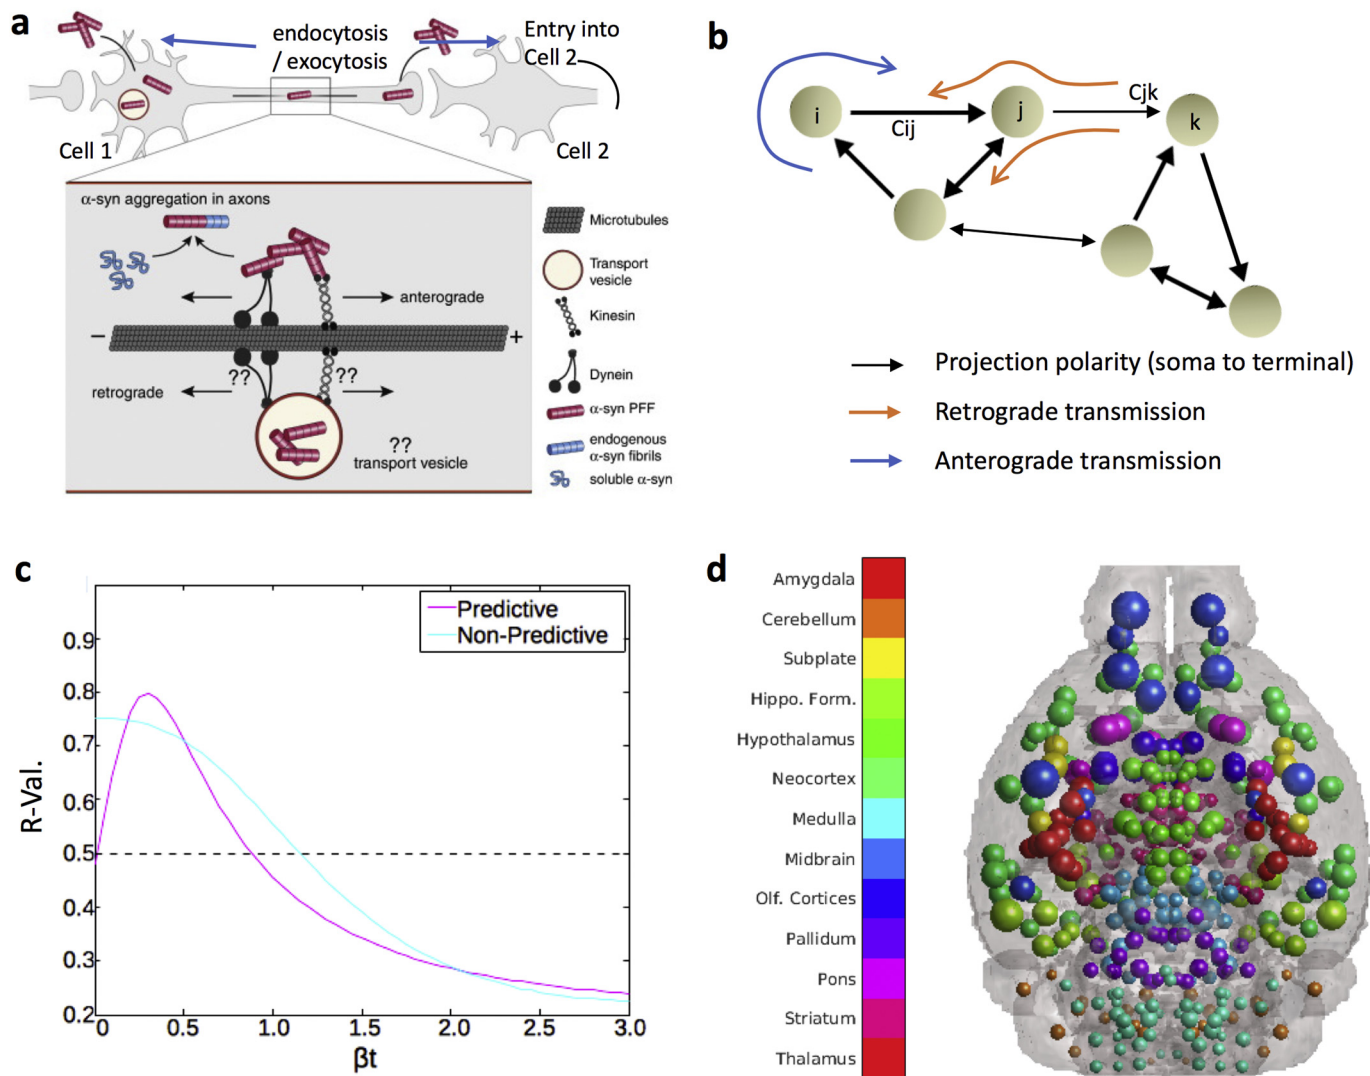 a
endocytosis
/ exocytosis
Entry into
Cell 2
Cell 1
Cell 2
α-syn aggregation in axons
anterograde
−
+
??
??
retrograde
??
transport vesicle
Microtubules
Transport
vesicle
Kinesin
Dynein
α-syn PFF
endogenous
α-syn fibrils
soluble α-syn
b
i
Cij
j
Cjk
k
Projection polarity (soma to terminal)
Retrograde transmission
Anterograde transmission
c
Predictive
Non-Predictive
0.9
0.8
0.7
0.6
0.5
0.4
0.3
0.2
R-Val.
0
0.5
1.0
1.5
2.0
2.5
3.0
βt
d
Amygdala
Cerebellum
Subplate
Hippo. Form.
Hypothalamus
Neocortex
Medulla
Midbrain
Olf. Cortices
Pallidum
Pons
Striatum
Thalamus